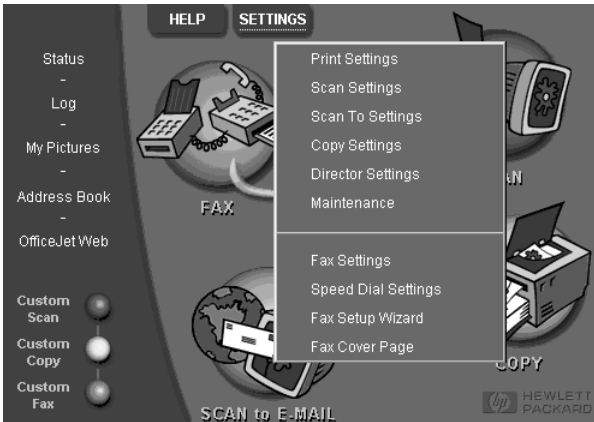 HELP
SETTINGS
Status
-
Log
-
My Pictures
-
Address Book
-
OfficeJet Web
Custom
Scan
Custom
Copy
Custom
Fax
Print Settings
Scan Settings
Scan To Settings
Copy Settings
Director Settings
Maintenance
Fax Settings
Speed Dial Settings
Fax Setup Wizard
Fax Cover Page
FAX
AN
SCAN to E-MAIL
COPY
hp
HEWLETT
PACKARD